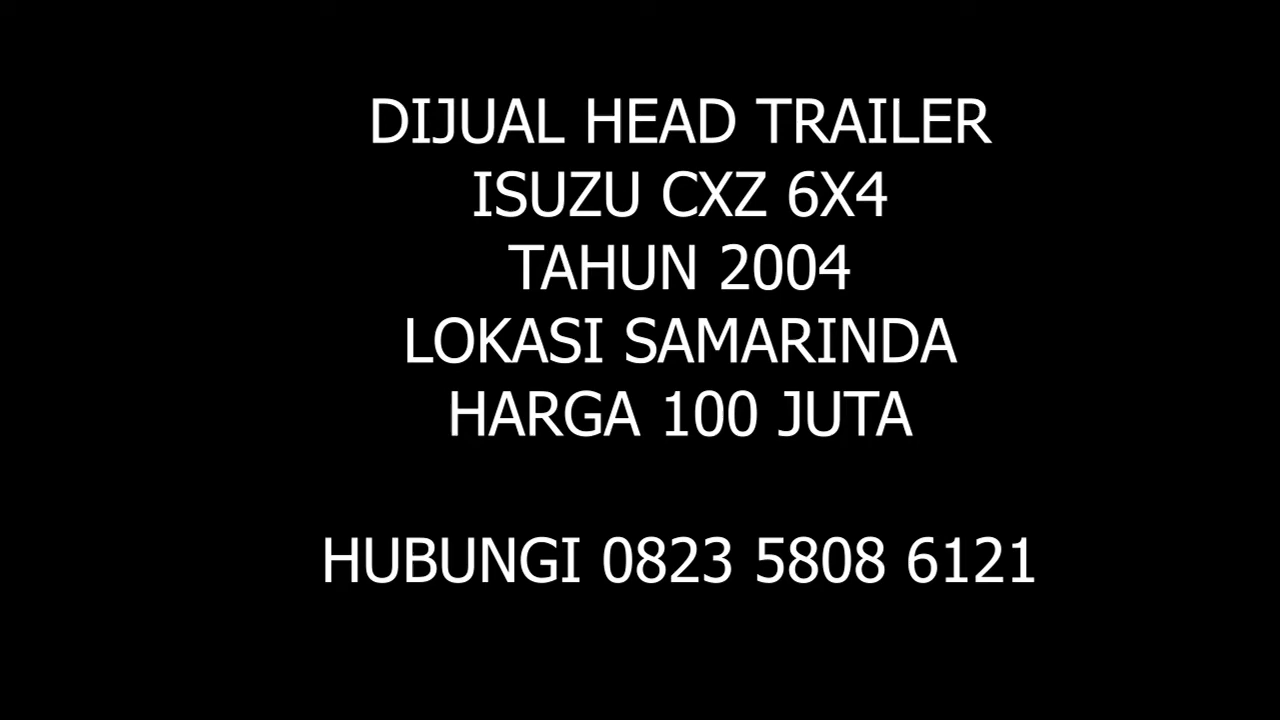 DIJUAL HEAD TRAILER
ISUZU CXZ 6X4
TAHUN 2004
LOKASI SAMARINDA
HARGA 100 JUTA
HUBUNGI 0823 5808 6121